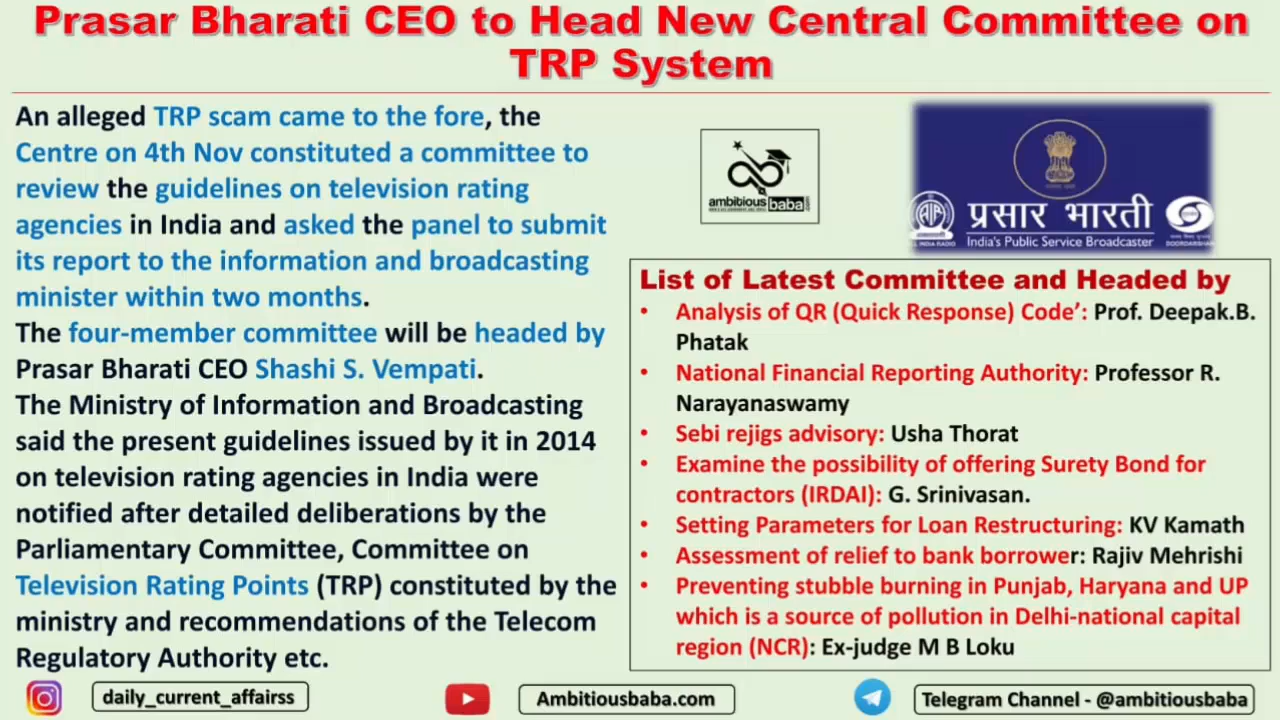 Prasar Bharati CEO to Head New Central Committee on
TRP System
An alleged TRP scam came to the fore, the
Centre on 4th Nov constituted a committee to
review the guidelines on television rating
agencies in India and asked the panel to submit
its report to the information and broadcasting
minister within two months.
The four-member committee will be headed by
Prasar Bharati CEO Shashi S. Vempati.
The Ministry of Information and Broadcasting
said the present guidelines issued by it in 2014
on television rating agencies in India were
notified after detailed deliberations by the
Parliamentary Committee, Committee on
Television Rating Points (TRP) constituted by the
ministry and recommendations of the Telecom
Regulatory Authority etc.
ambitiousbaba.com
प्रसार भारती
India's Public Service Broadcaster
L INDIA RADIO
DOORDARSHAN
List of Latest Committee and Headed by
• Analysis of QR (Quick Response) Code’: Prof. Deepak.B.
Phatak
• National Financial Reporting Authority: Professor R.
Narayanaswamy
• Sebi rejigs advisory: Usha Thorat
• Examine the possibility of offering Surety Bond for
contractors (IRDAI): G. Srinivasan.
• Setting Parameters for Loan Restructuring: KV Kamath
• Assessment of relief to bank borrower: Rajiv Mehrishi
• Preventing stubble burning in Punjab, Haryana and UP
which is a source of pollution in Delhi-national capital
region (NCR): Ex-judge M B Loku
daily_current_affairss
Ambitiousbaba.com
Telegram Channel - @ambitiousbaba